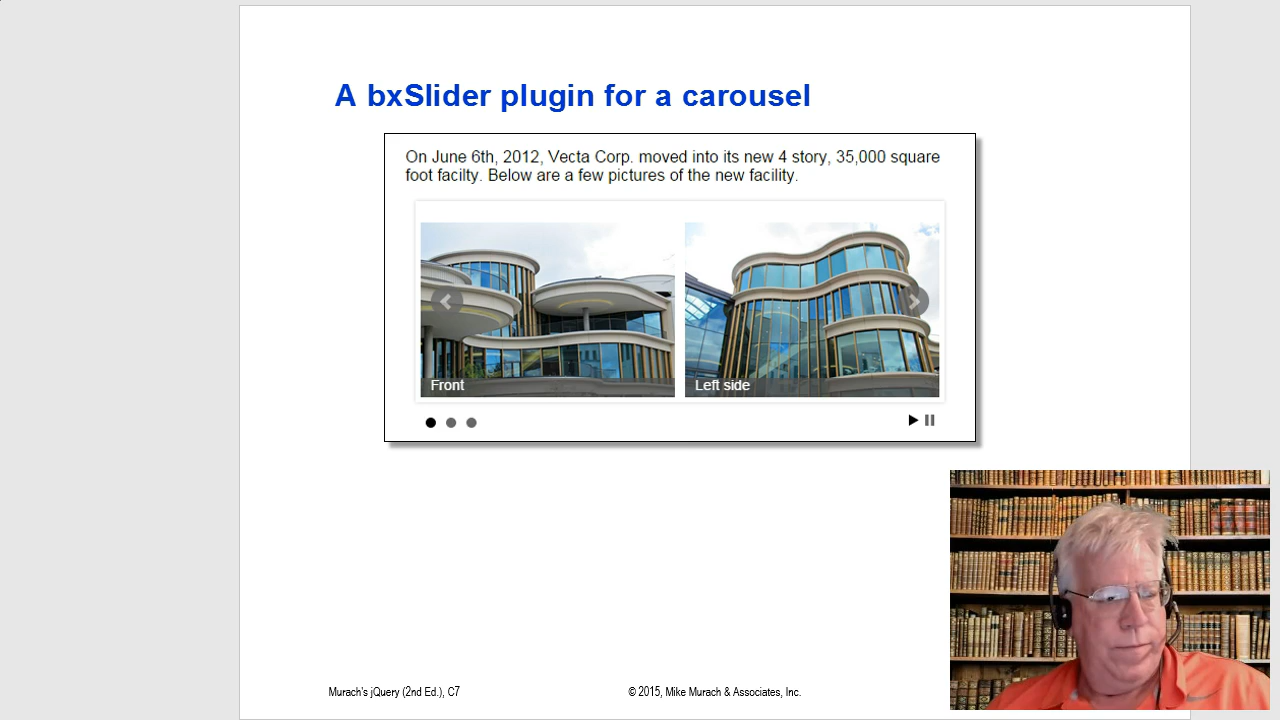 A bxSlider plugin for a carousel
On June 6th, 2012, Vecta Corp. moved into its new 4 story, 35,000 square
foot facilty. Below are a few pictures of the new facility.
Front
Left side
Murach's jQuery (2nd Ed.), C7
© 2015, Mike Murach & Associates, Inc.